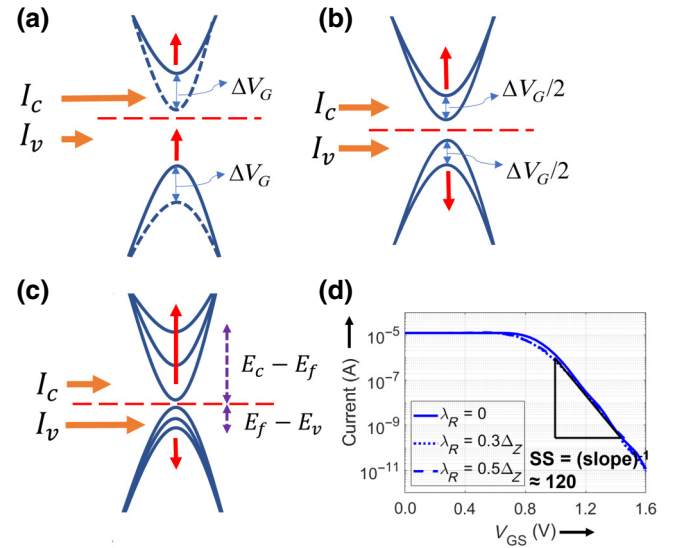 (a)
I_c
I_v
ΔV_G
ΔV_G
(b)
I_c
I_v
ΔV_G/2
ΔV_G/2
(c)
I_c
I_v
E_c − E_f
E_f − E_v
(d)
Current (A)
10^-5
10^-7
10^-9
10^-11
λ_R = 0
λ_R = 0.3Δ_Z
λ_R = 0.5Δ_Z
SS = (slope)^-1
≈ 120
0.0 0.4 0.8 1.2 1.6
V_GS (V)